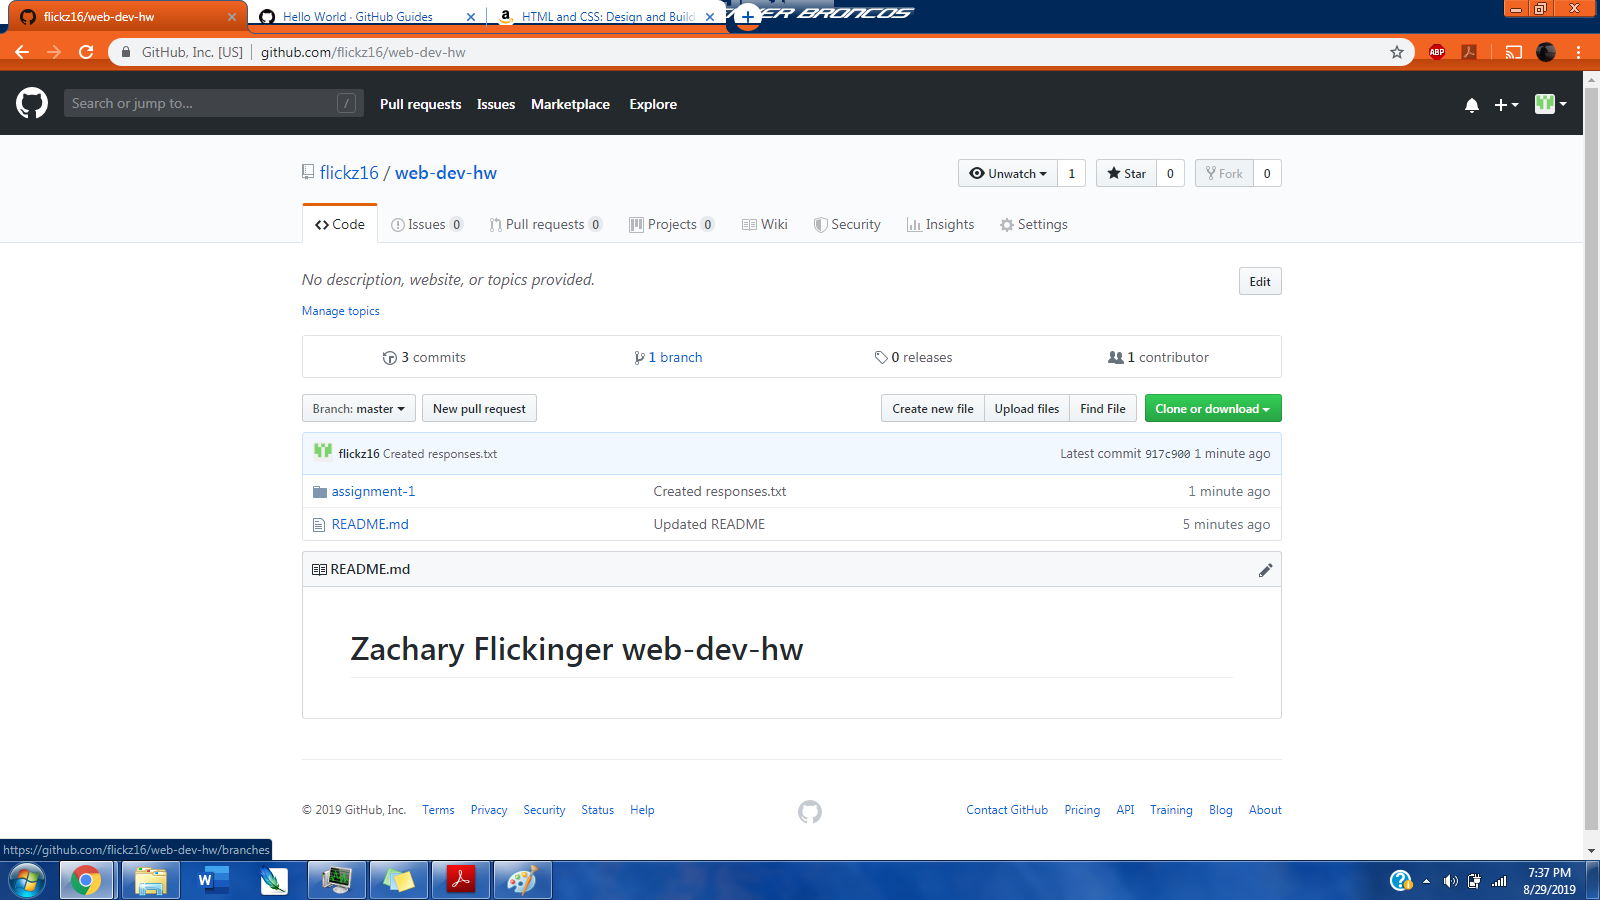 flickz16/web-dev-hw
Hello World · GitHub Guides
HTML and CSS: Design and Build
BRONCOS
GitHub, Inc. [US] github.com/flickz16/web-dev-hw
ABP
Search or jump to... /
Pull requests Issues Marketplace Explore
flickz16 / web-dev-hw
Unwatch 1 Star 0 Fork 0
Code Issues 0 Pull requests 0 Projects 0 Wiki Security Insights Settings
No description, website, or topics provided.
Edit
Manage topics
3 commits 1 branch 0 releases 1 contributor
Branch: master New pull request Create new file Upload files Find File Clone or download
flickz16 Created responses.txt Latest commit 917c900 1 minute ago
assignment-1 Created responses.txt 1 minute ago
README.md Updated README 5 minutes ago
README.md
Zachary Flickinger web-dev-hw
© 2019 GitHub, Inc. Terms Privacy Security Status Help Contact GitHub Pricing API Training Blog About
https://github.com/flickz16/web-dev-hw/branches
7:37 PM
8/29/2019